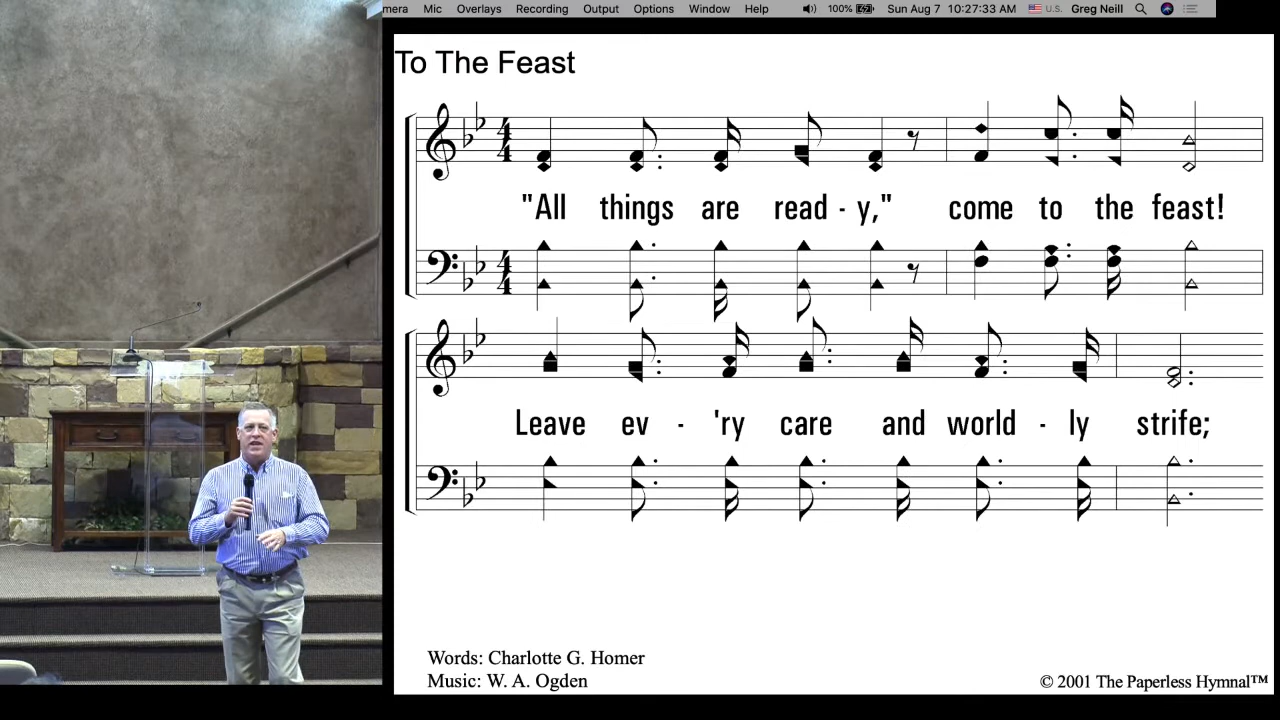 mera Mic Overlays Recording Output Options Window Help 100% Sun Aug 7 10:27:33 AM U.S. Greg Neill
To The Feast
"All things are read - y," come to the feast!
Leave ev - 'ry care and world - ly strife;
Words: Charlotte G. Homer
Music: W. A. Ogden
© 2001 The Paperless Hymnal™